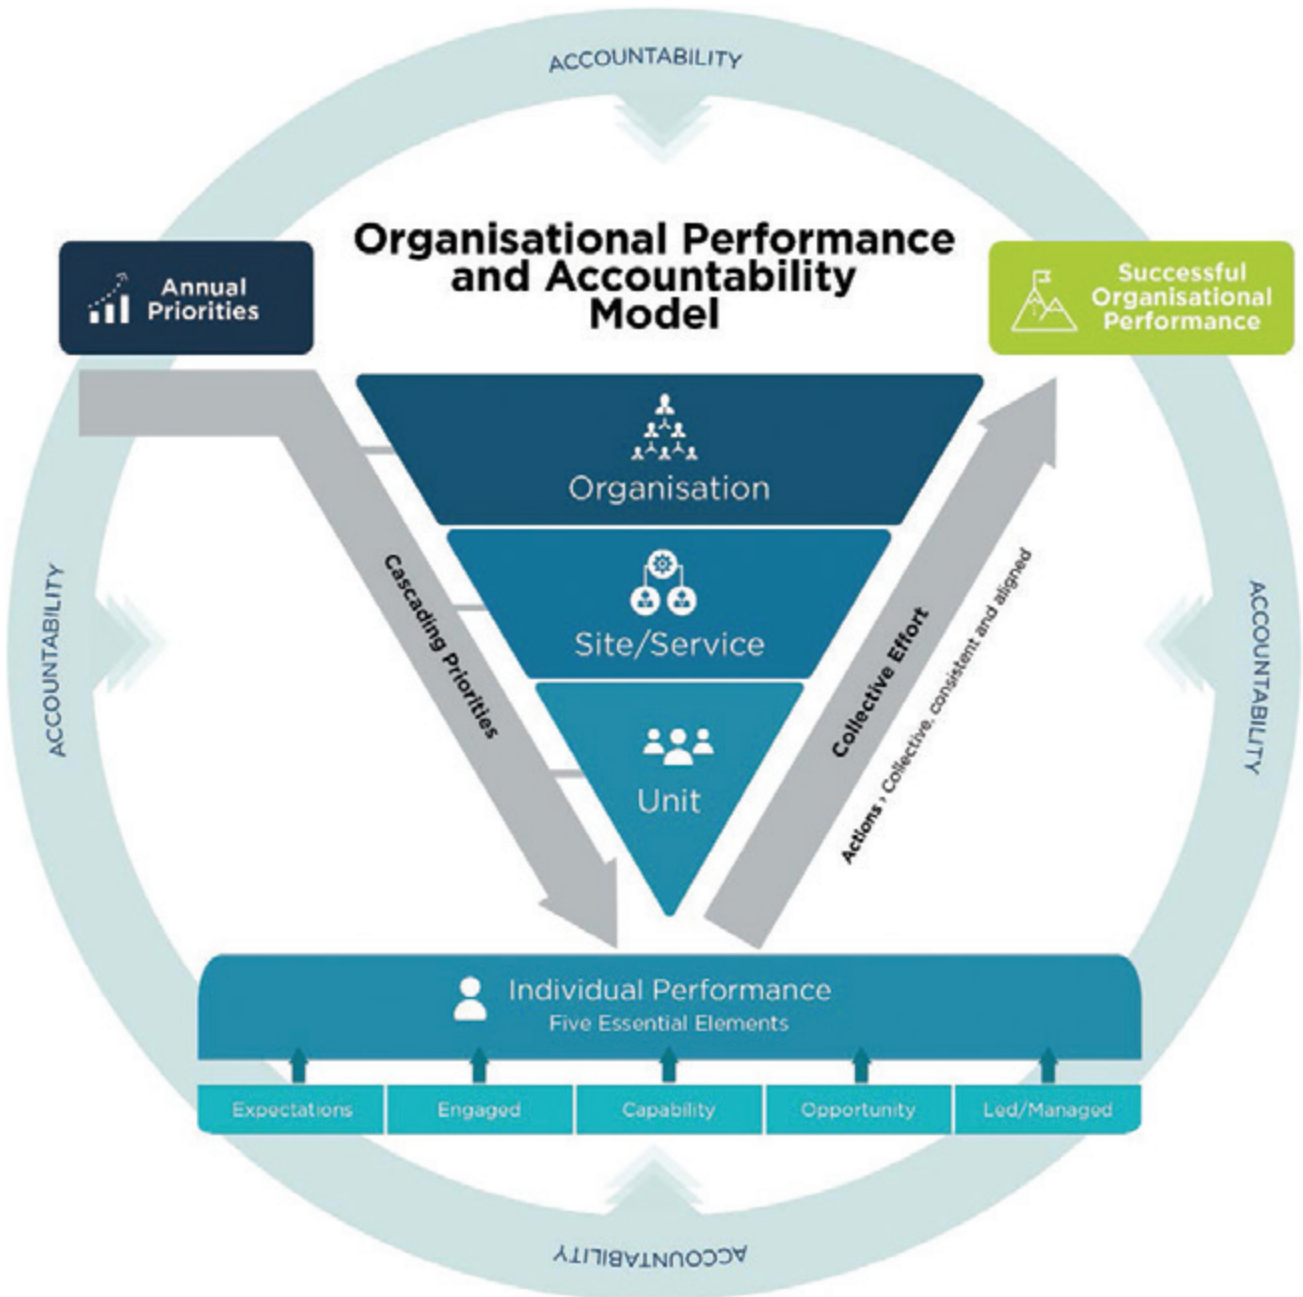 ACCOUNTABILITY
Organisational Performance
and Accountability
Model
Annual
Priorities
Successful
Organisational
Performance
Organisation
Site/Service
Unit
Cascading Priorities
Collective Effort
Actions › Collective, consistent and aligned
ACCOUNTABILITY
ACCOUNTABILITY
Individual Performance
Five Essential Elements
Expectations
Engaged
Capability
Opportunity
Led/Managed
ACCOUNTABILITY